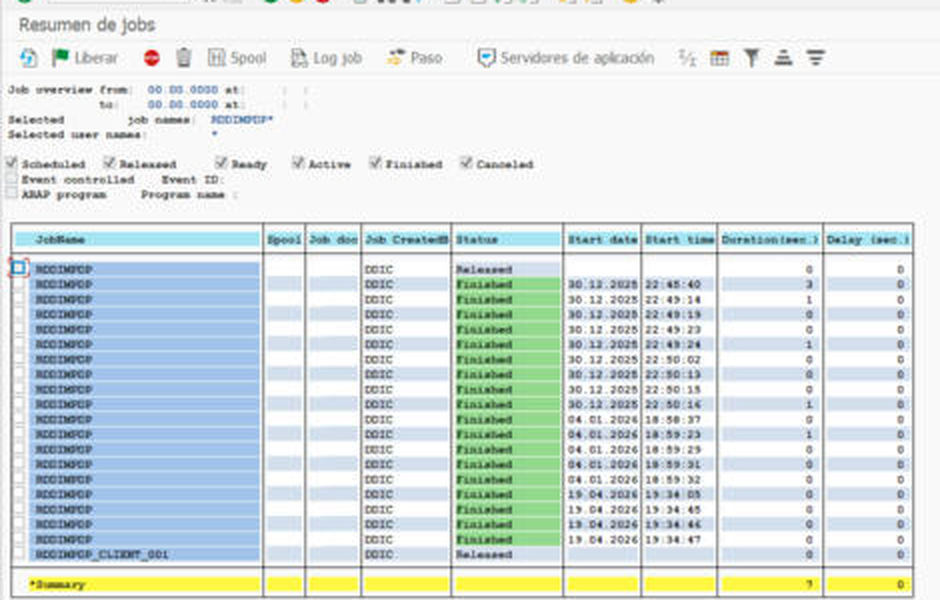 Resumen de jobs
Liberar Spool Log job Paso Servidores de aplicación
Job overview from: 00.00.0000 at: : :
to: 00.00.0000 at: : :
Selected job names: RDDIMPDP*
Selected user names: *
Scheduled Released Ready Active Finished Canceled
Event controlled Event ID:
ABAP program Program name :
JobName Spool Job doc Job CreatedB Status Start date Start time Duration(sec.) Delay (sec.)
RDDIMPDP DDIC Released 0 0
RDDIMPDP DDIC Finished 30.12.2025 22:45:40 3 0
RDDIMPDP DDIC Finished 30.12.2025 22:49:14 1 0
RDDIMPDP DDIC Finished 30.12.2025 22:49:19 0 0
RDDIMPDP DDIC Finished 30.12.2025 22:49:23 0 0
RDDIMPDP DDIC Finished 30.12.2025 22:49:24 1 0
RDDIMPDP DDIC Finished 30.12.2025 22:50:02 0 0
RDDIMPDP DDIC Finished 30.12.2025 22:50:13 0 0
RDDIMPDP DDIC Finished 30.12.2025 22:50:15 0 0
RDDIMPDP DDIC Finished 30.12.2025 22:50:16 1 0
RDDIMPDP DDIC Finished 04.01.2026 18:58:37 0 0
RDDIMPDP DDIC Finished 04.01.2026 18:59:23 1 0
RDDIMPDP DDIC Finished 04.01.2026 18:59:29 0 0
RDDIMPDP DDIC Finished 04.01.2026 18:59:31 0 0
RDDIMPDP DDIC Finished 04.01.2026 18:59:32 0 0
RDDIMPDP DDIC Finished 19.04.2026 19:34:05 0 0
RDDIMPDP DDIC Finished 19.04.2026 19:34:45 0 0
RDDIMPDP DDIC Finished 19.04.2026 19:34:46 0 0
RDDIMPDP DDIC Finished 19.04.2026 19:34:47 0 0
RDDIMPDP_CLIENT_001 DDIC Released 0 0
*Summary 7 0